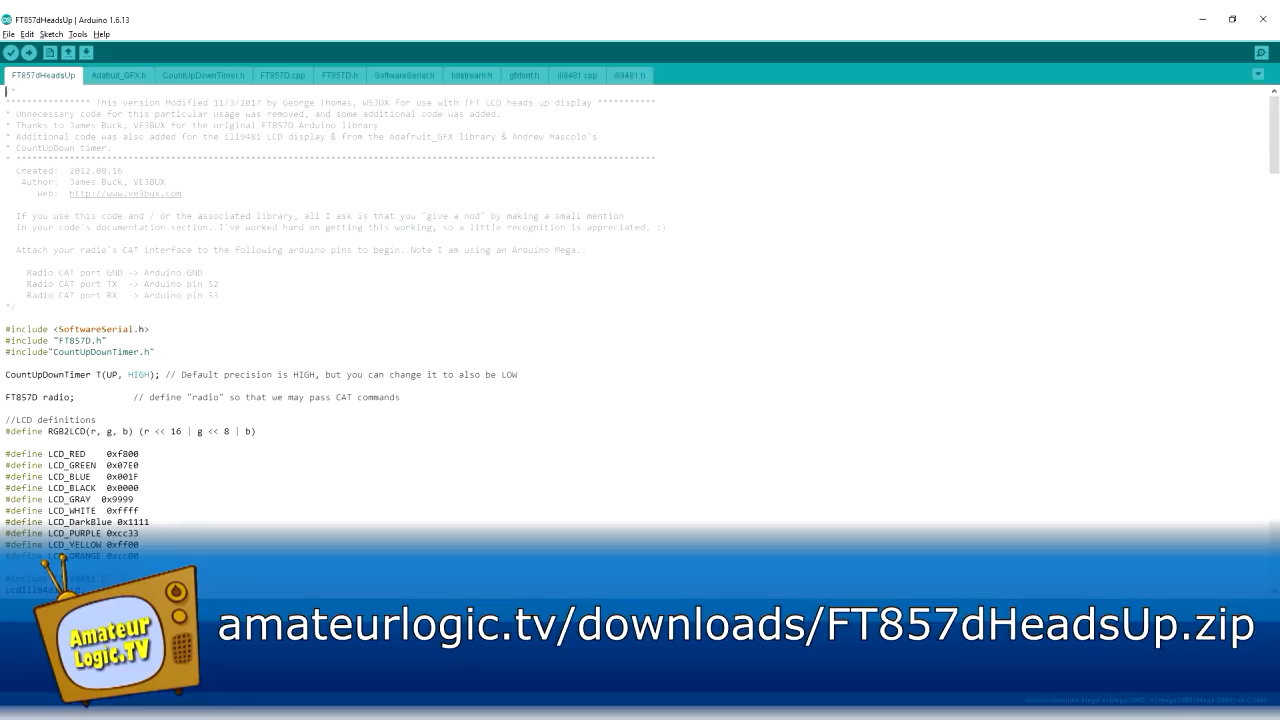 FT857dHeadsUp | Arduino 1.6.13
File Edit Sketch Tools Help
FT857dHeadsUp Adafruit_GFX.h CountUpDownTimer.h FT857D.cpp FT857D.h SoftwareSerial.h bitstream.h gfxfont.h ili9481.cpp ili9481.h
/*
*************** This version Modified 11/3/2017 by George Thomas, W5JDX for use with TFT LCD heads up display ***********
* Unnecessary code for this particular usage was removed, and some additional code was added.
* Thanks to James Buck, VE3BUX for the original FT857D Arduino library
* Additional code was also added for the ili9481 LCD display & from the Adafruit_GFX library & Andrew Mascolo's
* CountUpDown timer.
* ************************************************************************************************************************
Created: 2012.08.16
Author: James Buck, VE3BUX
Web: http://www.ve3bux.com
If you use this code and / or the associated library, all I ask is that you "give a nod" by making a small mention
in your code's documentation section. I've worked hard on getting this working, so a little recognition is appreciated. :)
Attach your radio's CAT interface to the following arduino pins to begin. Note I am using an Arduino Mega.:
Radio CAT port GND -> Arduino GND
Radio CAT port TX -> Arduino pin 52
Radio CAT port RX -> Arduino pin 53
*/
#include <SoftwareSerial.h>
#include "FT857D.h"
#include"CountUpDownTimer.h"
CountUpDownTimer T(UP, HIGH); // Default precision is HIGH, but you can change it to also be LOW
FT857D radio; // define "radio" so that we may pass CAT commands
//LCD definitions
#define RGB2LCD(r, g, b) (r << 16 | g << 8 | b)
#define LCD_RED 0xf800
#define LCD_GREEN 0x07E0
#define LCD_BLUE 0x001F
#define LCD_BLACK 0x0000
#define LCD_GRAY 0x9999
#define LCD_WHITE 0xffff
#define LCD_DarkBlue 0x1111
#define LCD_PURPLE 0xcc33
#define LCD_YELLOW 0xff00
#define LCD_ORANGE 0xcc00
#include
Amateur
Logic.TV
amateurlogic.tv/downloads/FT857dHeadsUp.zip